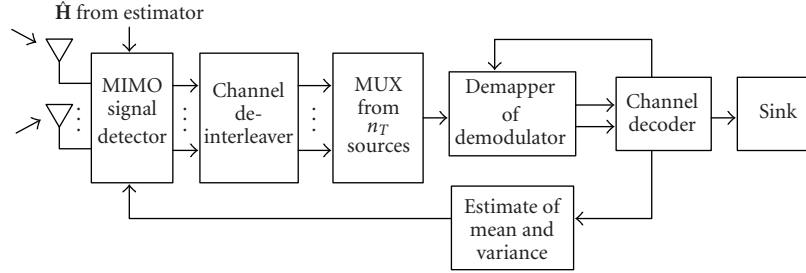 Ĥ from estimator
MIMO
signal
detector
Channel
de-
interleaver
MUX
from
n_T
sources
Demapper
of
demodulator
Channel
decoder
Sink
Estimate of
mean and
variance